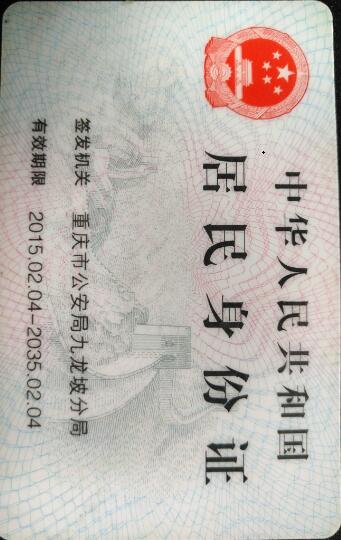 中华人民共和国
居民身份证
签发机关 重庆市公安局九龙坡分局
有效期限 2015.02.04-2035.02.04